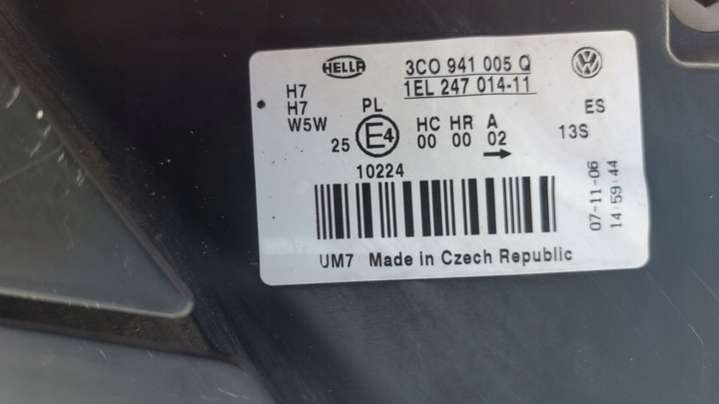 HELLA
3C0 941 005 Q
1EL 247 014-11
H7
H7
W5W
PL
25 E4
HC HR A
00 00 02
ES
13S
10224
07-11-06
14:59:44
UM7 Made in Czech Republic